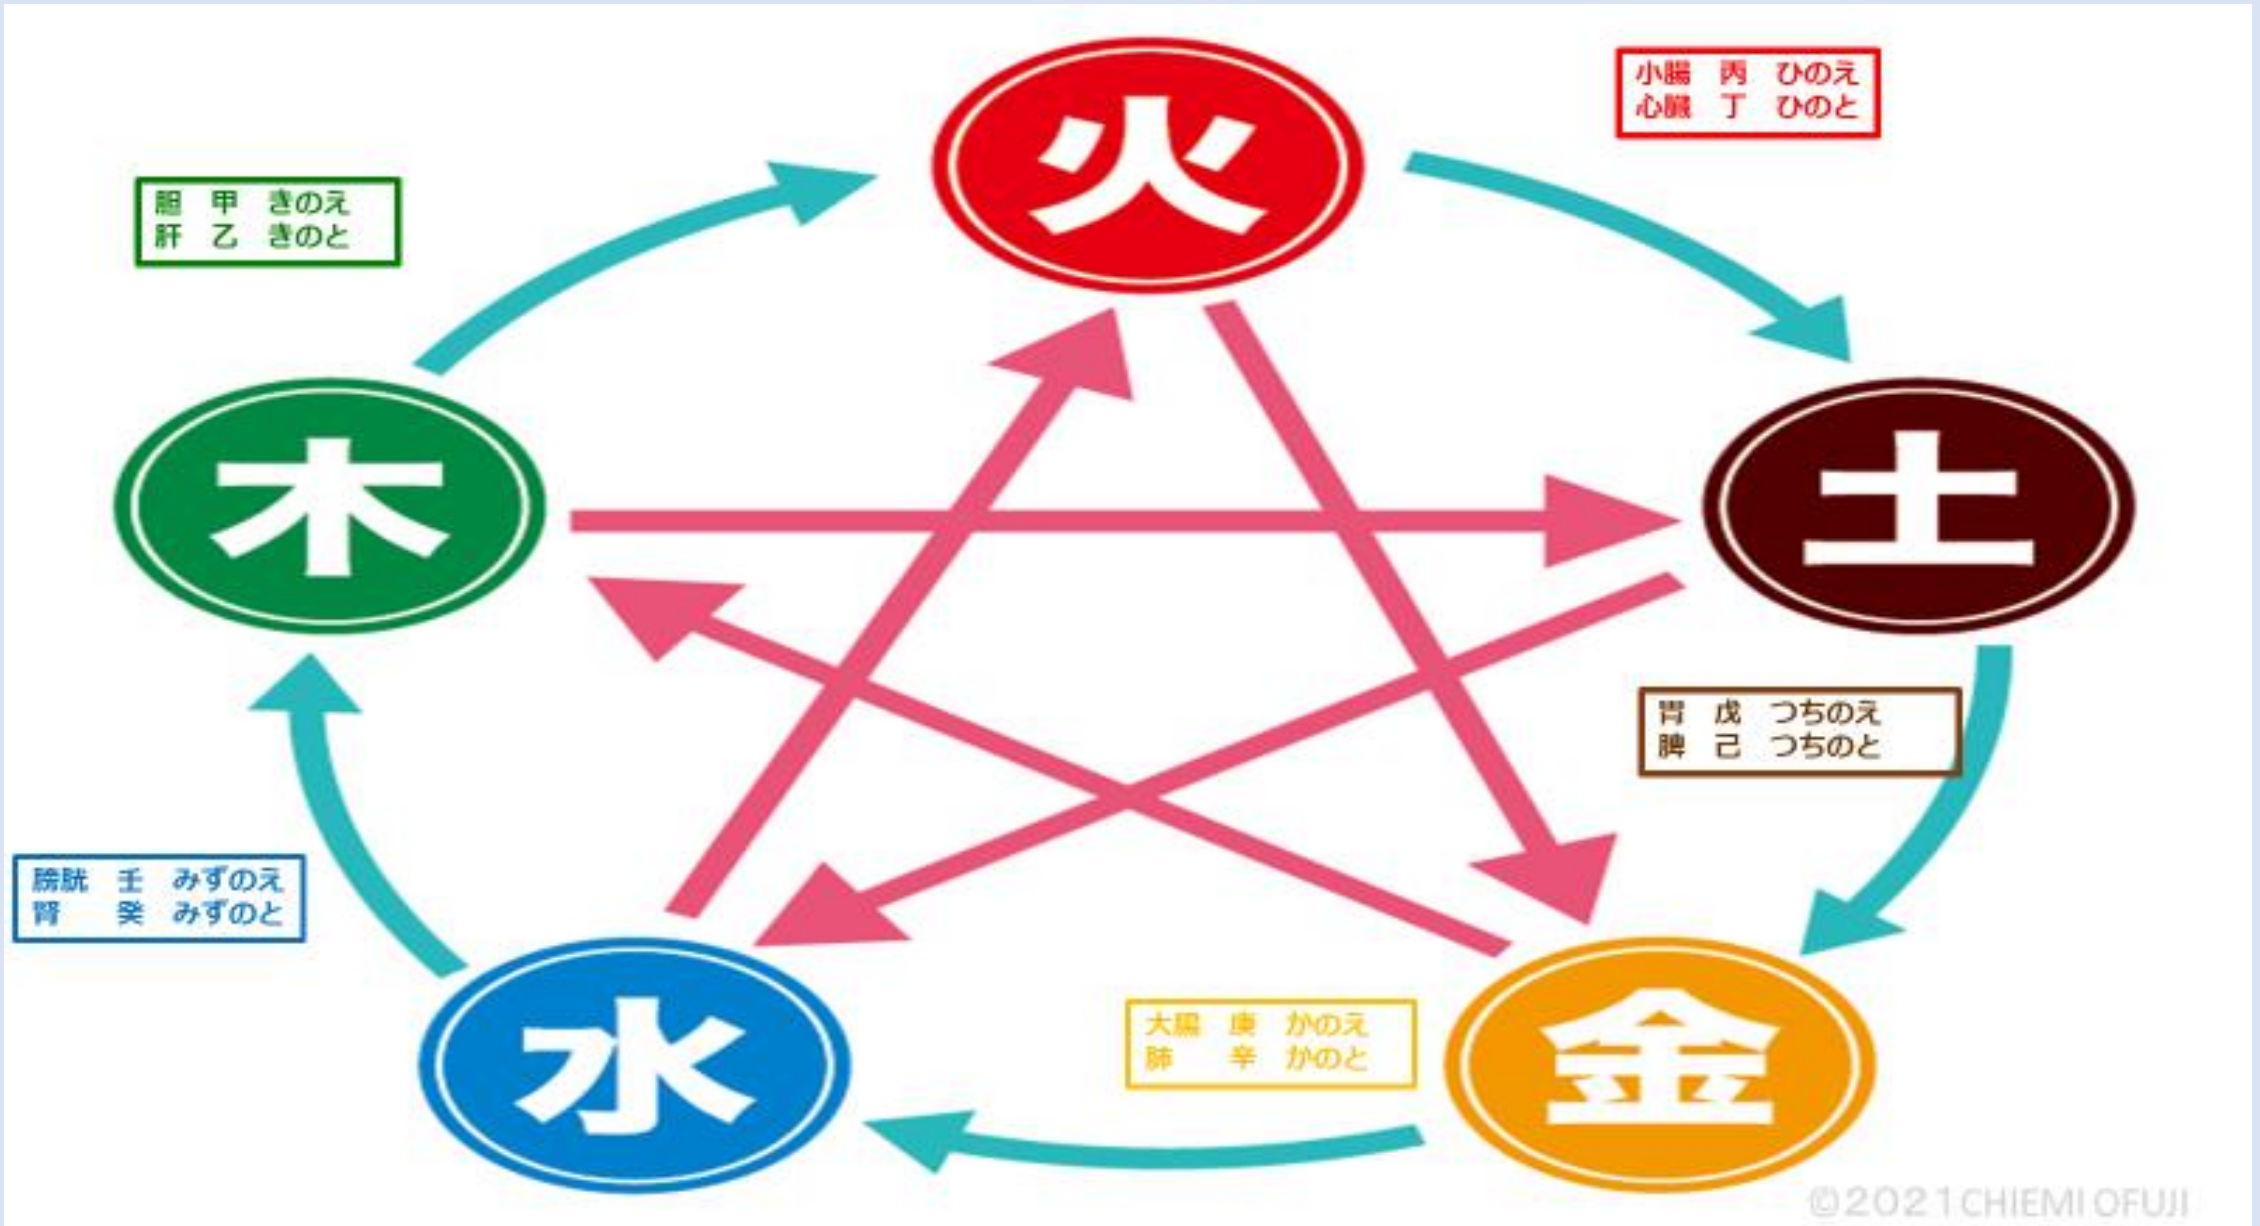 火
小腸　丙　ひのえ
心臓　丁　ひのと
胆　甲　きのえ
肝　乙　きのと
木
土
胃　戊　つちのえ
脾　己　つちのと
膀胱　壬　みずのえ
腎　　癸　みずのと
水
大腸　庚　かのえ
肺　　辛　かのと
金
©2021 CHIEMI OFUJI